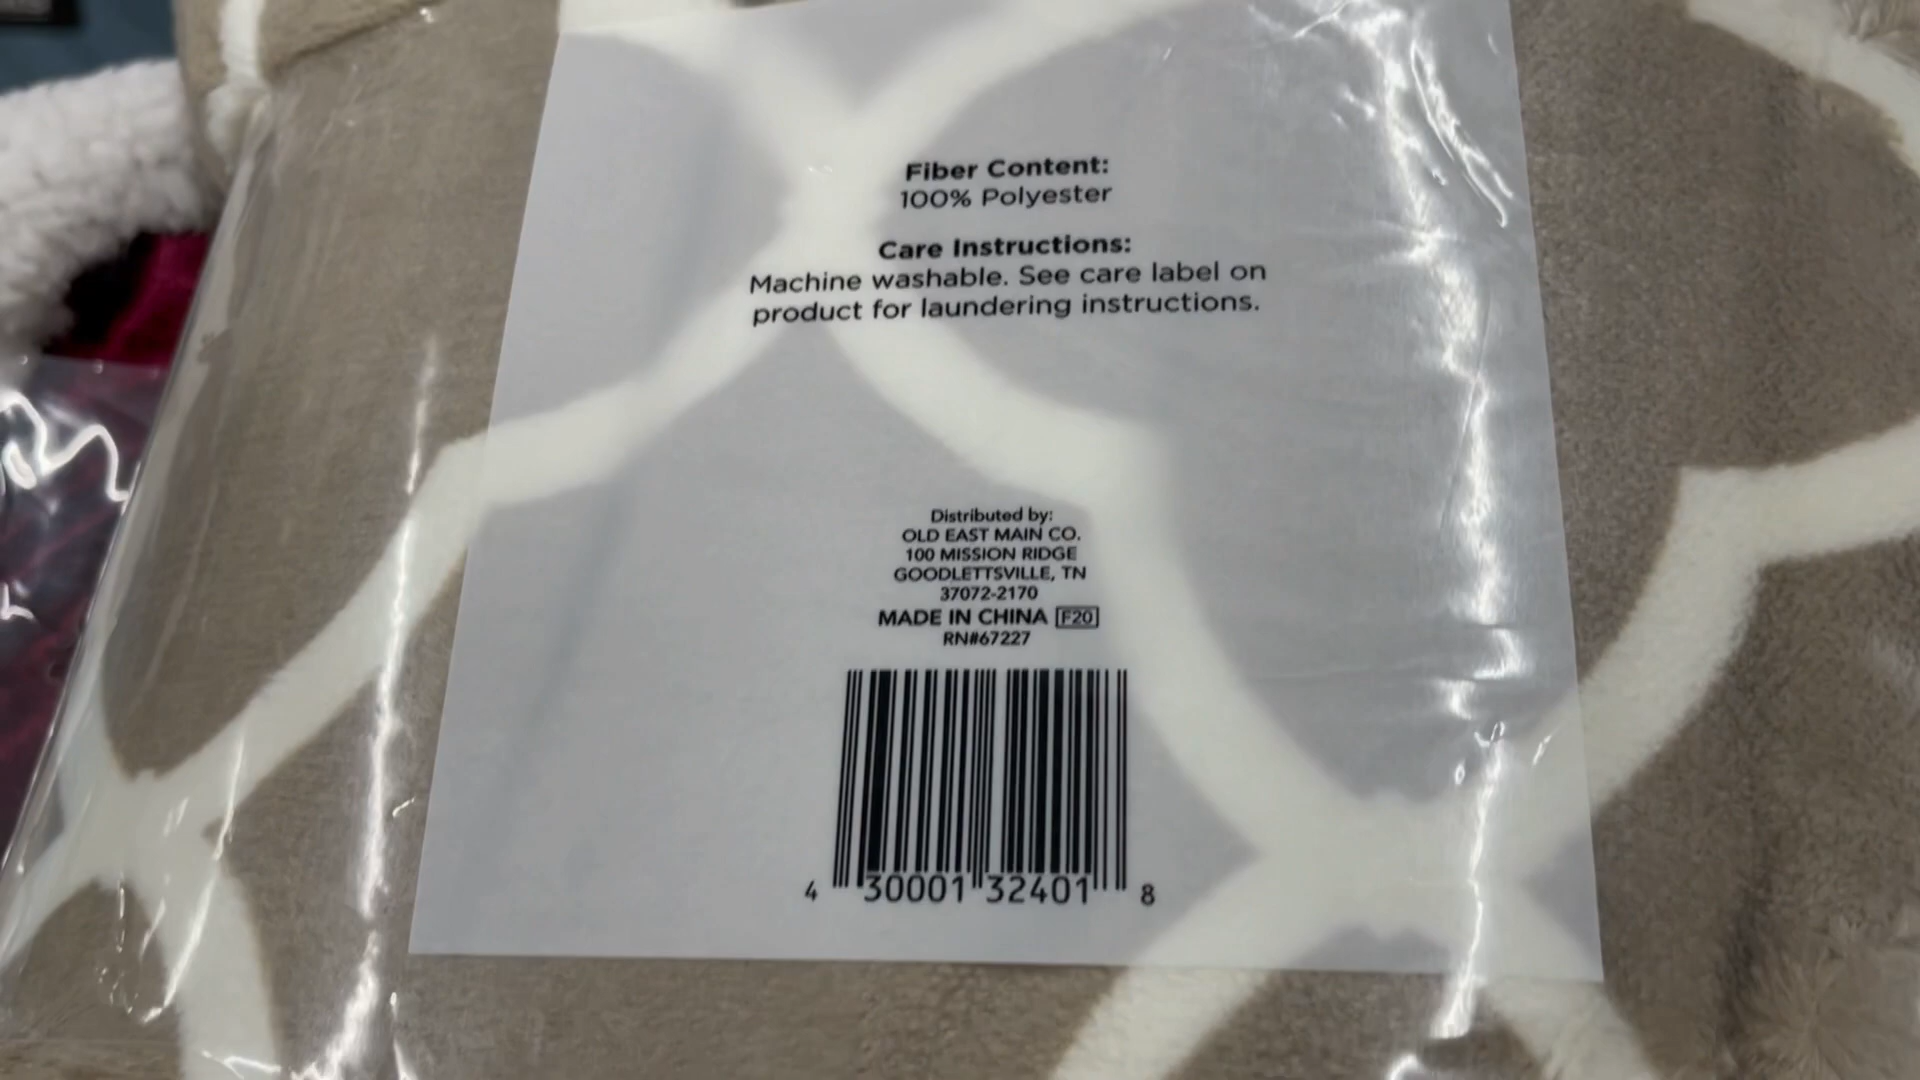 Fiber Content:
100% Polyester
Care Instructions:
Machine washable. See care label on
product for laundering instructions.
Distributed by:
OLD EAST MAIN CO.
100 MISSION RIDGE
GOODLETTSVILLE, TN
37072-2170
MADE IN CHINA F20
RN#67227
4 30001 32401 8